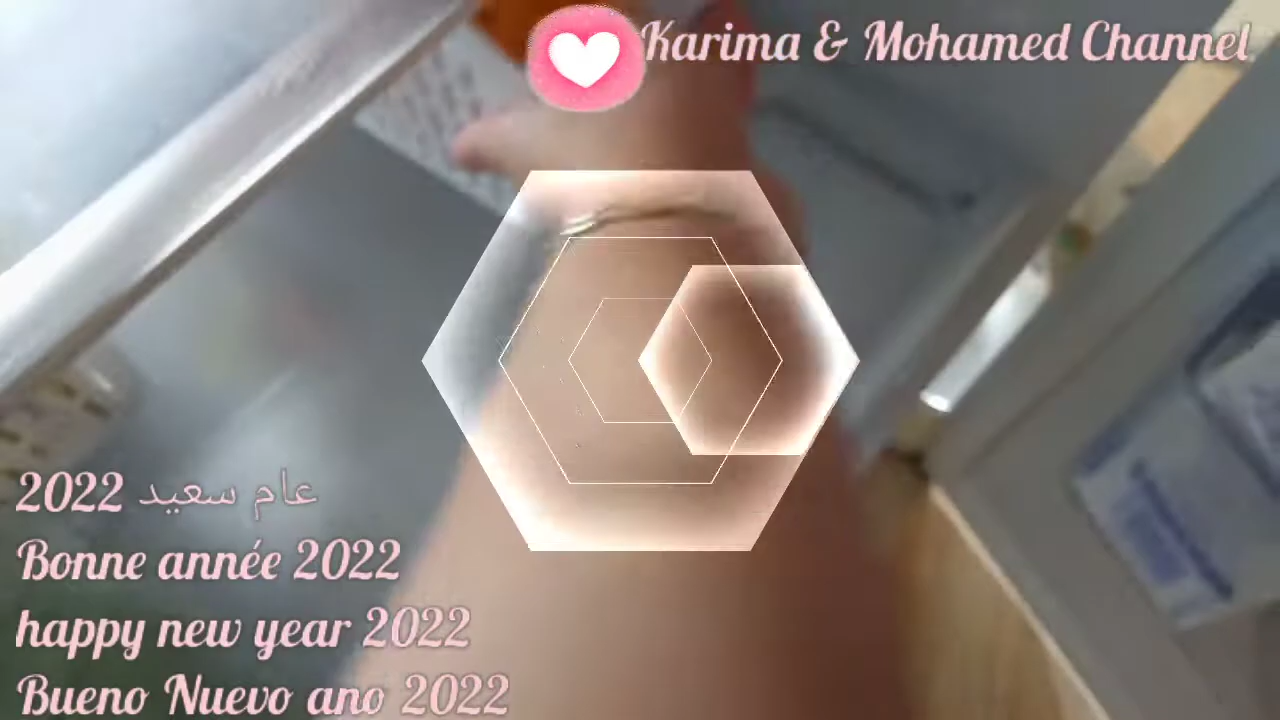 Karima & Mohamed Channel
عام سعيد 2022
Bonne année 2022
happy new year 2022
Bueno Nuevo ano 2022